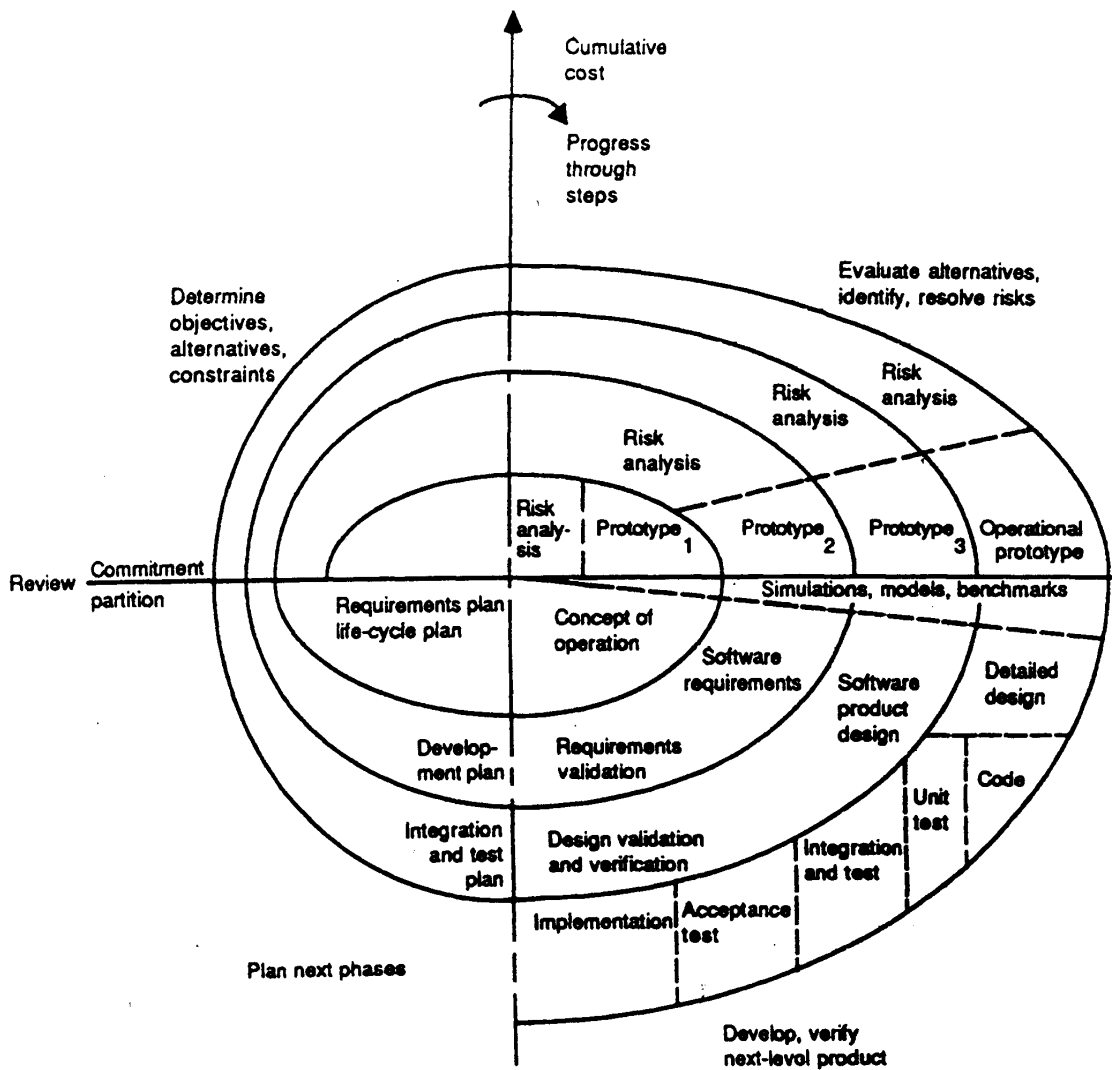 Cumulative
cost
Progress
through
steps
Evaluate alternatives,
identify, resolve risks
Determine
objectives,
alternatives,
constraints
Risk
analysis
Risk
analysis
Risk
analysis
Risk
analy-
sis
Prototype 1
Prototype 2
Prototype 3
Operational
prototype
Review
Commitment
partition
Simulations, models, benchmarks
Requirements plan
life-cycle plan
Concept of
operation
Software
requirements
Software
product
design
Detailed
design
Develop-
ment plan
Requirements
validation
Code
Unit
test
Integration
and test
plan
Design validation
and verification
Integration
and test
Acceptance
test
Implementation
Plan next phases
Develop, verify
next-level product